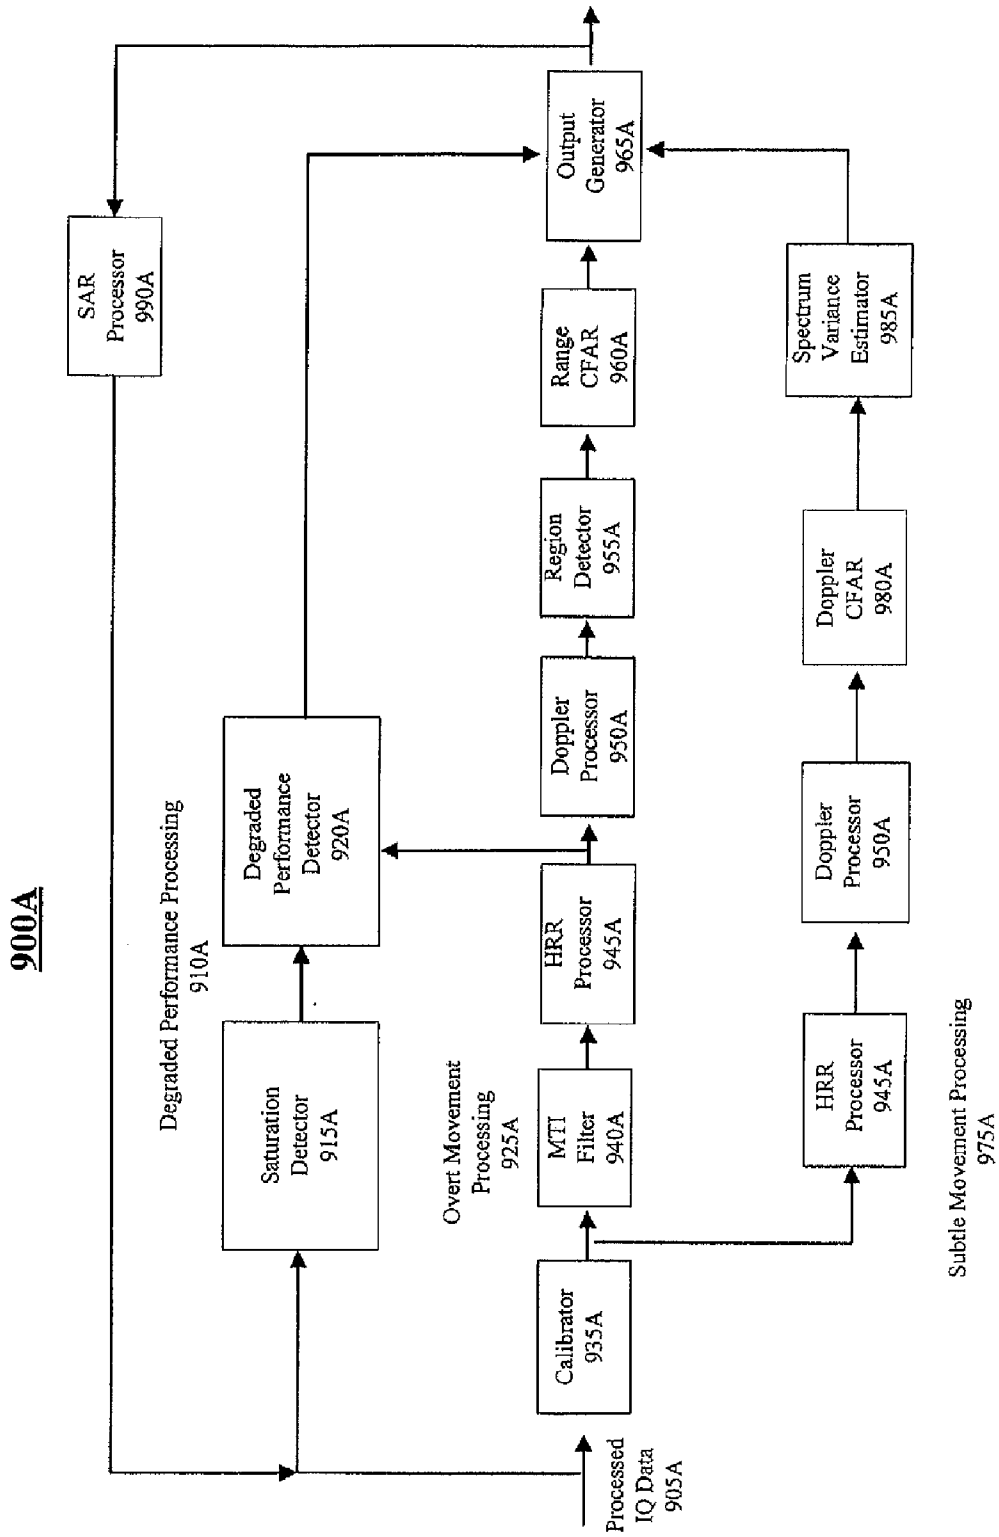 900A
SAR
Processor
990A
Degraded Performance Processing
910A
Saturation
Detector
915A
Degraded
Performance
Detector
920A
Overt Movement
Processing
925A
Processed
IQ Data
905A
Calibrator
935A
MTI
Filter
940A
HRR
Processor
945A
Doppler
Processor
950A
Region
Detector
955A
Range
CFAR
960A
Output
Generator
965A
HRR
Processor
945A
Doppler
Processor
950A
Doppler
CFAR
980A
Spectrum
Variance
Estimator
985A
Subtle Movement Processing
975A